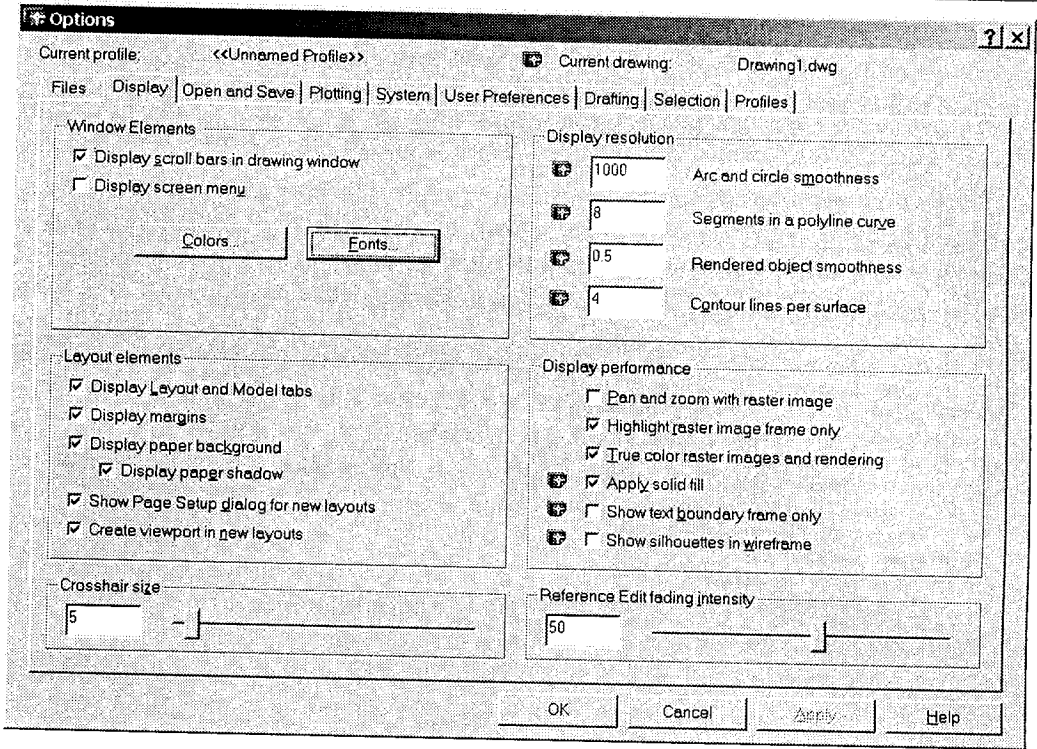 Options
? ×
Current profile: <<Unnamed Profile>> Current drawing: Drawing1.dwg
Files Display Open and Save Plotting System User Preferences Drafting Selection Profiles
Window Elements
Display scroll bars in drawing window
Display screen menu
Colors... Fonts...
Display resolution
1000 Arc and circle smoothness
8 Segments in a polyline curve
0.5 Rendered object smoothness
4 Contour lines per surface
Layout elements
Display Layout and Model tabs
Display margins
Display paper background
Display paper shadow
Show Page Setup dialog for new layouts
Create viewport in new layouts
Display performance
Pan and zoom with raster image
Highlight raster image frame only
True color raster images and rendering
Apply solid fill
Show text boundary frame only
Show silhouettes in wireframe
Crosshair size
5
Reference Edit fading intensity
50
OK Cancel Apply Help